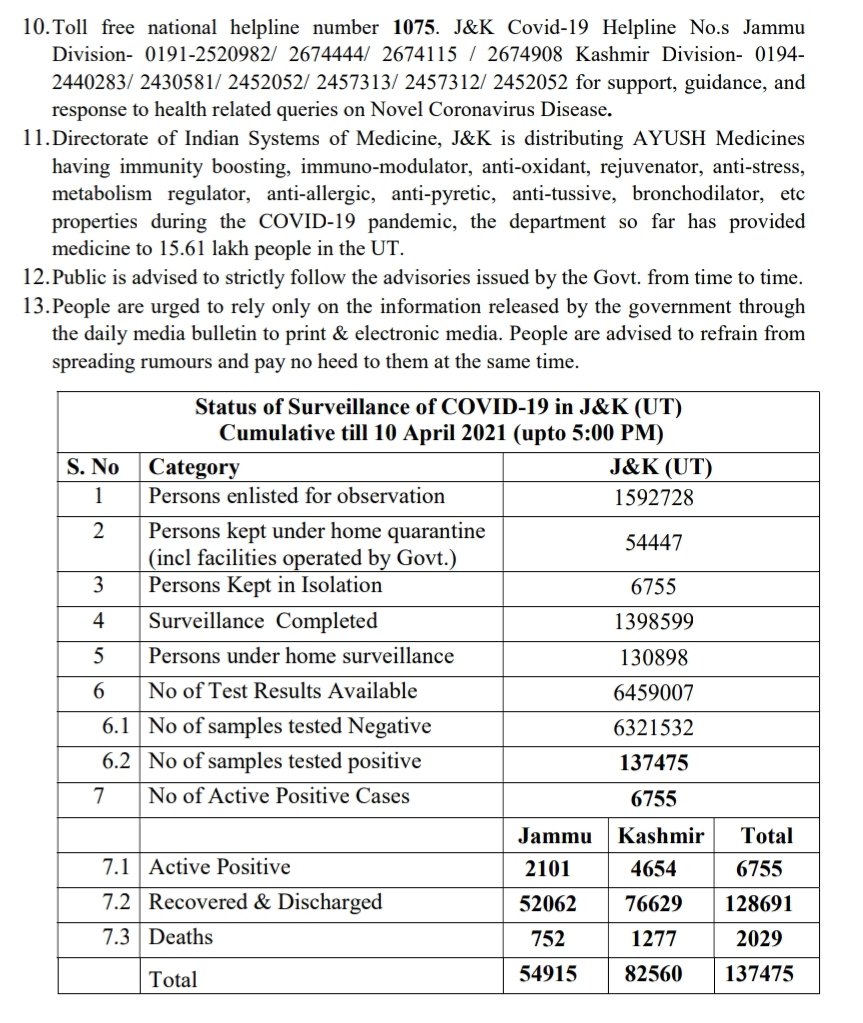 10. Toll free national helpline number 1075. J&K Covid-19 Helpline No.s Jammu
Division- 0191-2520982/ 2674444/ 2674115 / 2674908 Kashmir Division- 0194-
2440283/ 2430581/ 2452052/ 2457313/ 2457312/ 2452052 for support, guidance, and
response to health related queries on Novel Coronavirus Disease.
11. Directorate of Indian Systems of Medicine, J&K is distributing AYUSH Medicines
having immunity boosting, immuno-modulator, anti-oxidant, rejuvenator, anti-stress,
metabolism regulator, anti-allergic, anti-pyretic, anti-tussive, bronchodilator, etc
properties during the COVID-19 pandemic, the department so far has provided
medicine to 15.61 lakh people in the UT.
12. Public is advised to strictly follow the advisories issued by the Govt. from time to time.
13. People are urged to rely only on the information released by the government through
the daily media bulletin to print & electronic media. People are advised to refrain from
spreading rumours and pay no heed to them at the same time.
Status of Surveillance of COVID-19 in J&K (UT)
Cumulative till 10 April 2021 (upto 5:00 PM)
S. No Category J&K (UT)
1 Persons enlisted for observation 1592728
2 Persons kept under home quarantine
(incl facilities operated by Govt.) 54447
3 Persons Kept in Isolation 6755
4 Surveillance Completed 1398599
5 Persons under home surveillance 130898
6 No of Test Results Available 6459007
6.1 No of samples tested Negative 6321532
6.2 No of samples tested positive 137475
7 No of Active Positive Cases 6755
Jammu Kashmir Total
7.1 Active Positive 2101 4654 6755
7.2 Recovered & Discharged 52062 76629 128691
7.3 Deaths 752 1277 2029
Total 54915 82560 137475